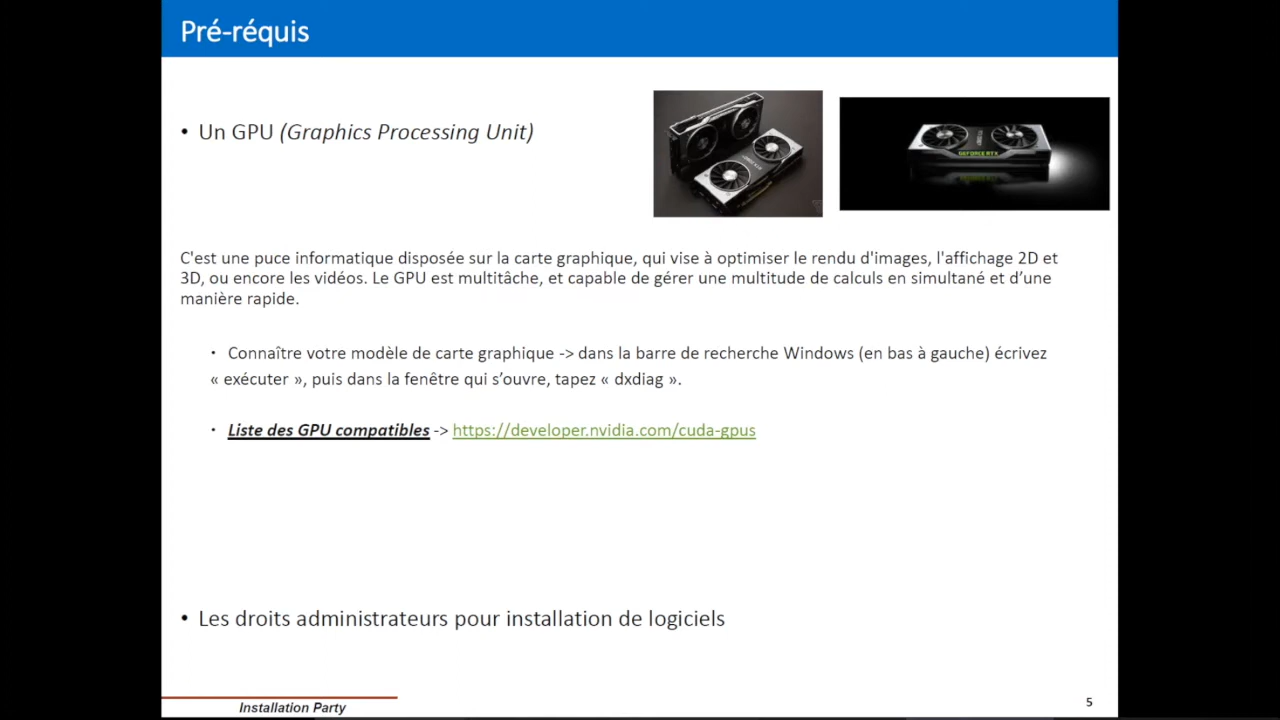 Pré-réquis
• Un GPU (Graphics Processing Unit)
GEFORCE RTX
C'est une puce informatique disposée sur la carte graphique, qui vise à optimiser le rendu d'images, l'affichage 2D et
3D, ou encore les vidéos. Le GPU est multitâche, et capable de gérer une multitude de calculs en simultané et d’une
manière rapide.
• Connaître votre modèle de carte graphique -> dans la barre de recherche Windows (en bas à gauche) écrivez
« exécuter », puis dans la fenêtre qui s’ouvre, tapez « dxdiag ».
• Liste des GPU compatibles -> https://developer.nvidia.com/cuda-gpus
• Les droits administrateurs pour installation de logiciels
Installation Party
5